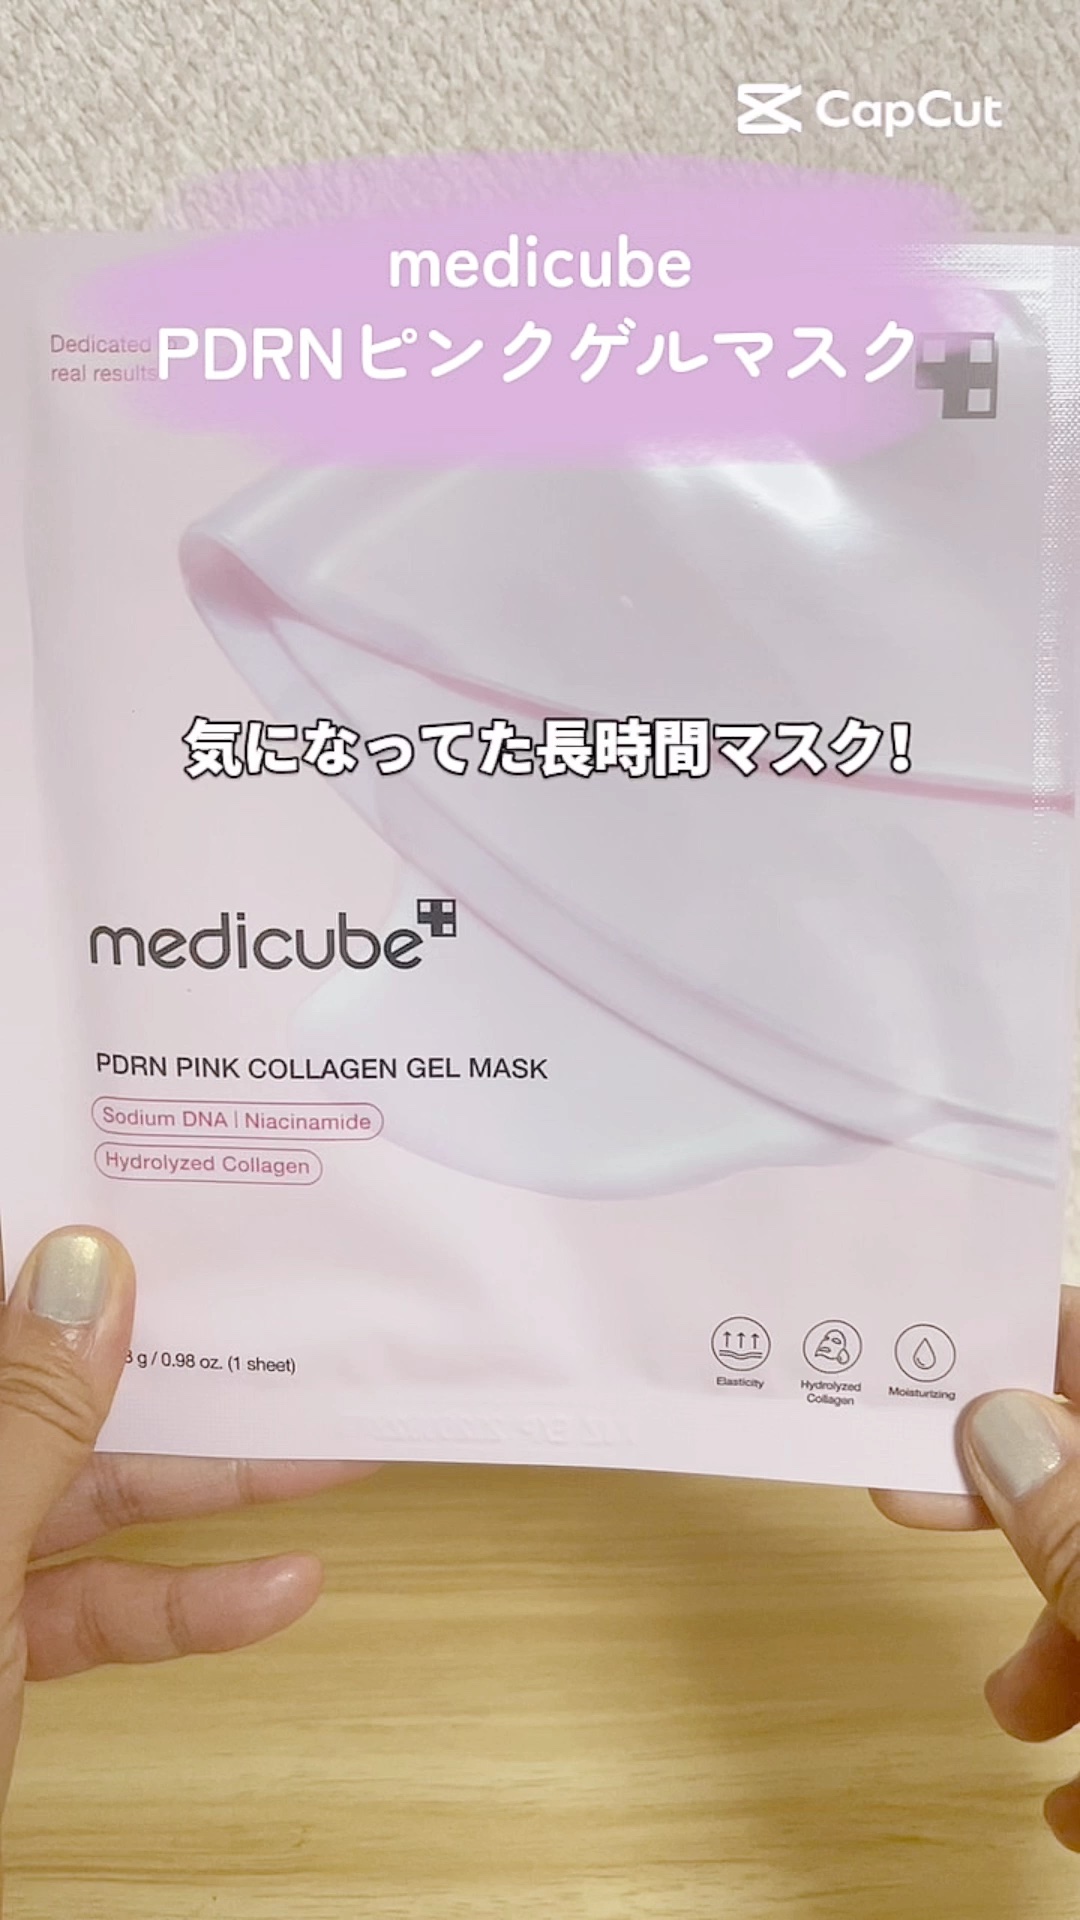 CapCut
medicube
PDRNピンクゲルマスク
Dedicated
real results
気になってた長時間マスク!
medicube
PDRN PINK COLLAGEN GEL MASK
Sodium DNA | Niacinamide
Hydrolyzed Collagen
g / 0.98 oz. (1 sheet)
Elasticity
Hydrolyzed
Collagen
Moisturizing